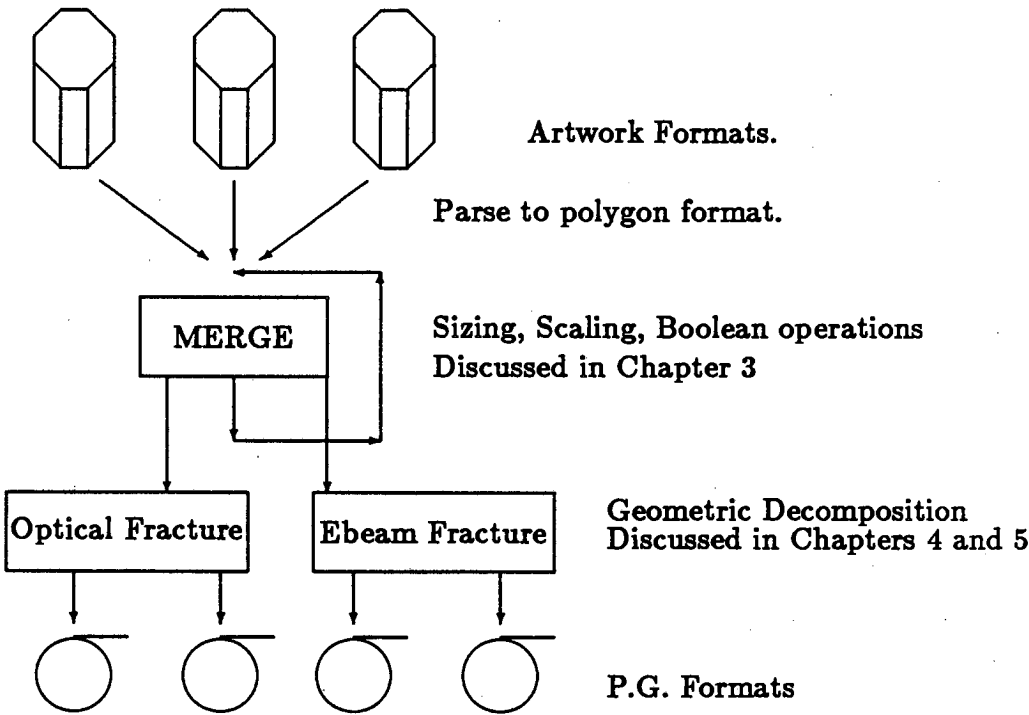 Artwork Formats.
Parse to polygon format.
MERGE
Sizing, Scaling, Boolean operations
Discussed in Chapter 3
Optical Fracture
Ebeam Fracture
Geometric Decomposition
Discussed in Chapters 4 and 5
P.G. Formats